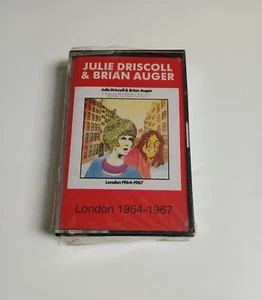 JULIE DRISCOLL
& BRIAN AUGER
Julie Driscoll & Brian Auger
London 1964-1967
London 1964-1967